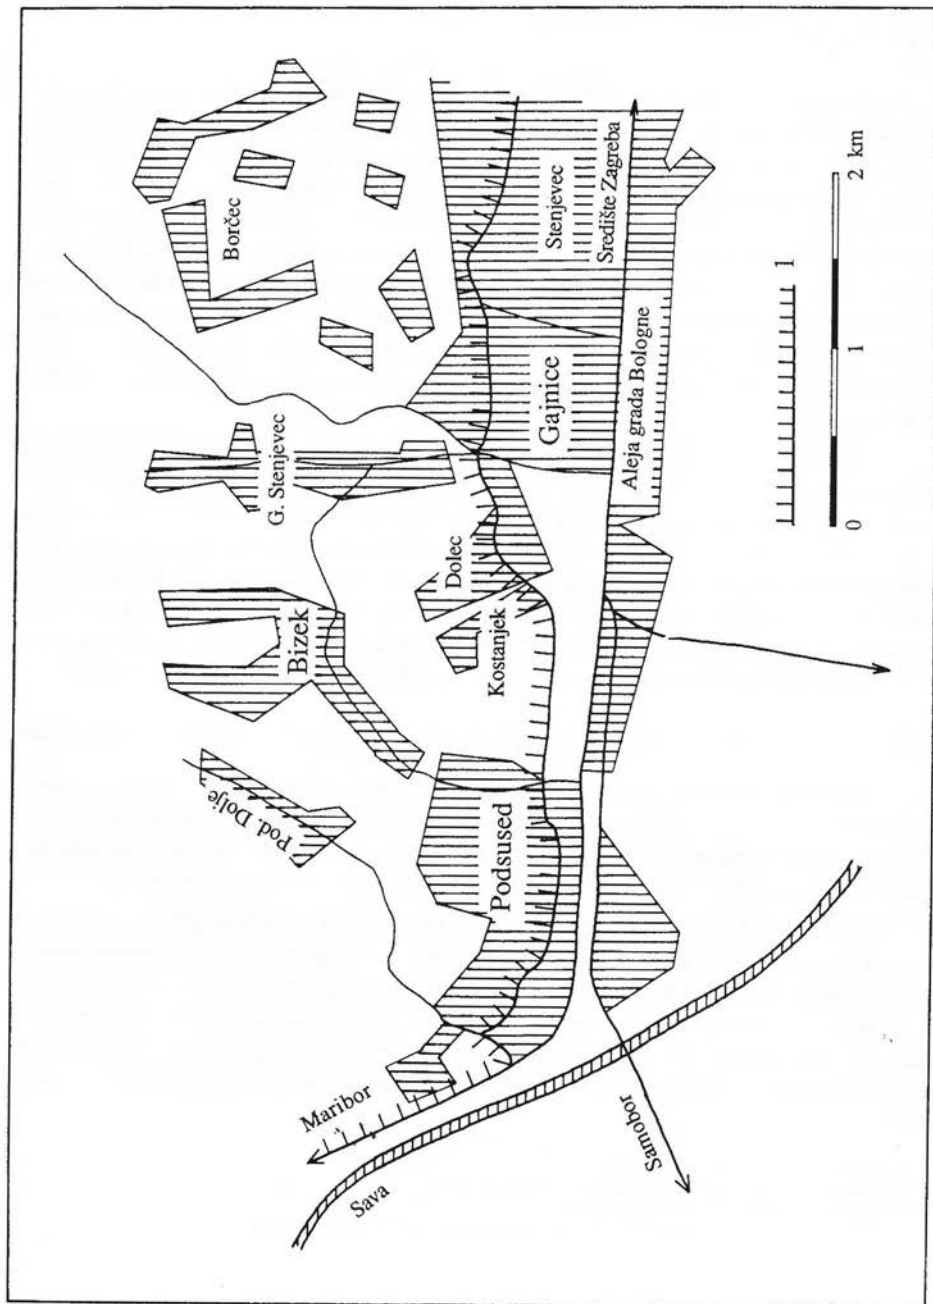 Borčec
G. Stenjevec
Bizek
Pod. Dolje
Dolec
Kostanjek
Podsused
Gajnice
Stenjevec
Središte Zagreba
Aleja grada Bologne
Maribor
Sava
Samobor
1
0
1
2 km